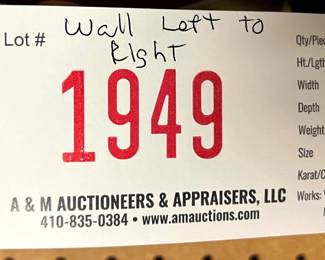 Wall Left to
Lot #
Right
1949
A & M AUCTIONEERS & APPRAISERS, LLC
410-835-0384 • www.amauctions.com
Qty/Piec
Ht./Lgth
Width
Depth
Weight
Size
Karat/C
Works: